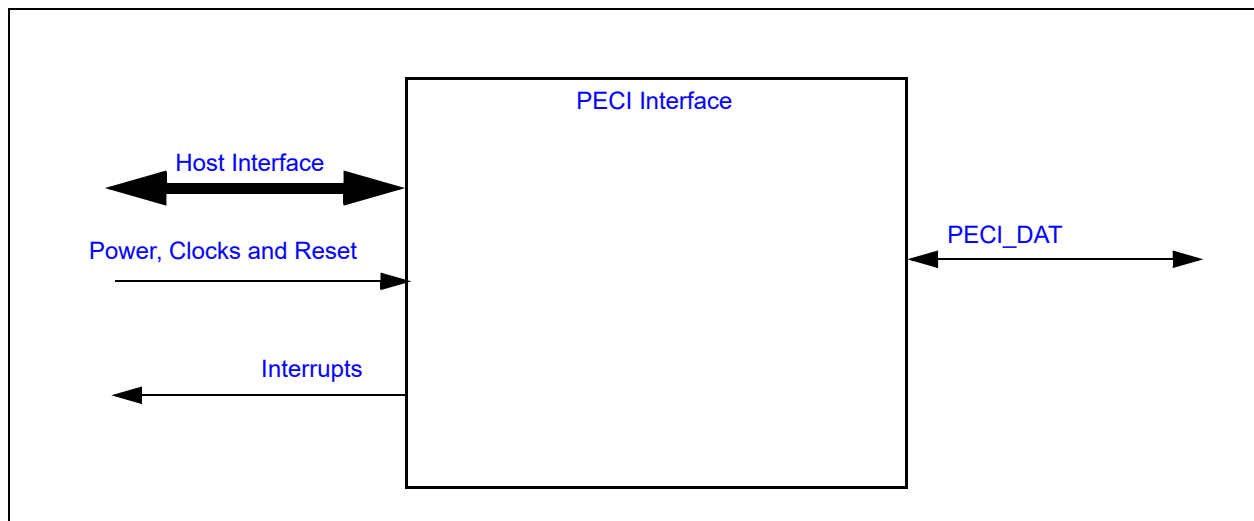 PECI Interface
Host Interface
Power, Clocks and Reset
PECI_DAT
Interrupts